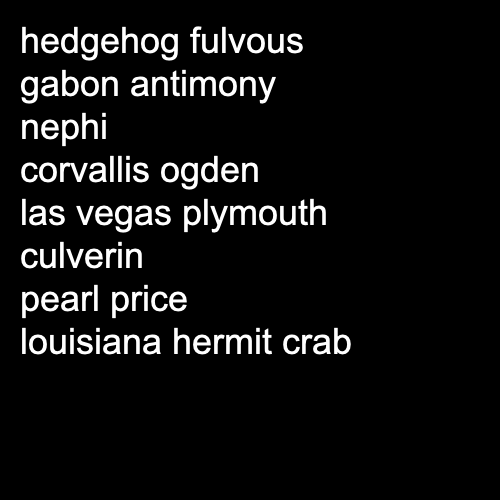 hedgehog fulvous
gabon antimony
nephi
corvallis ogden
las vegas plymouth
culverin
pearl price
louisiana hermit crab